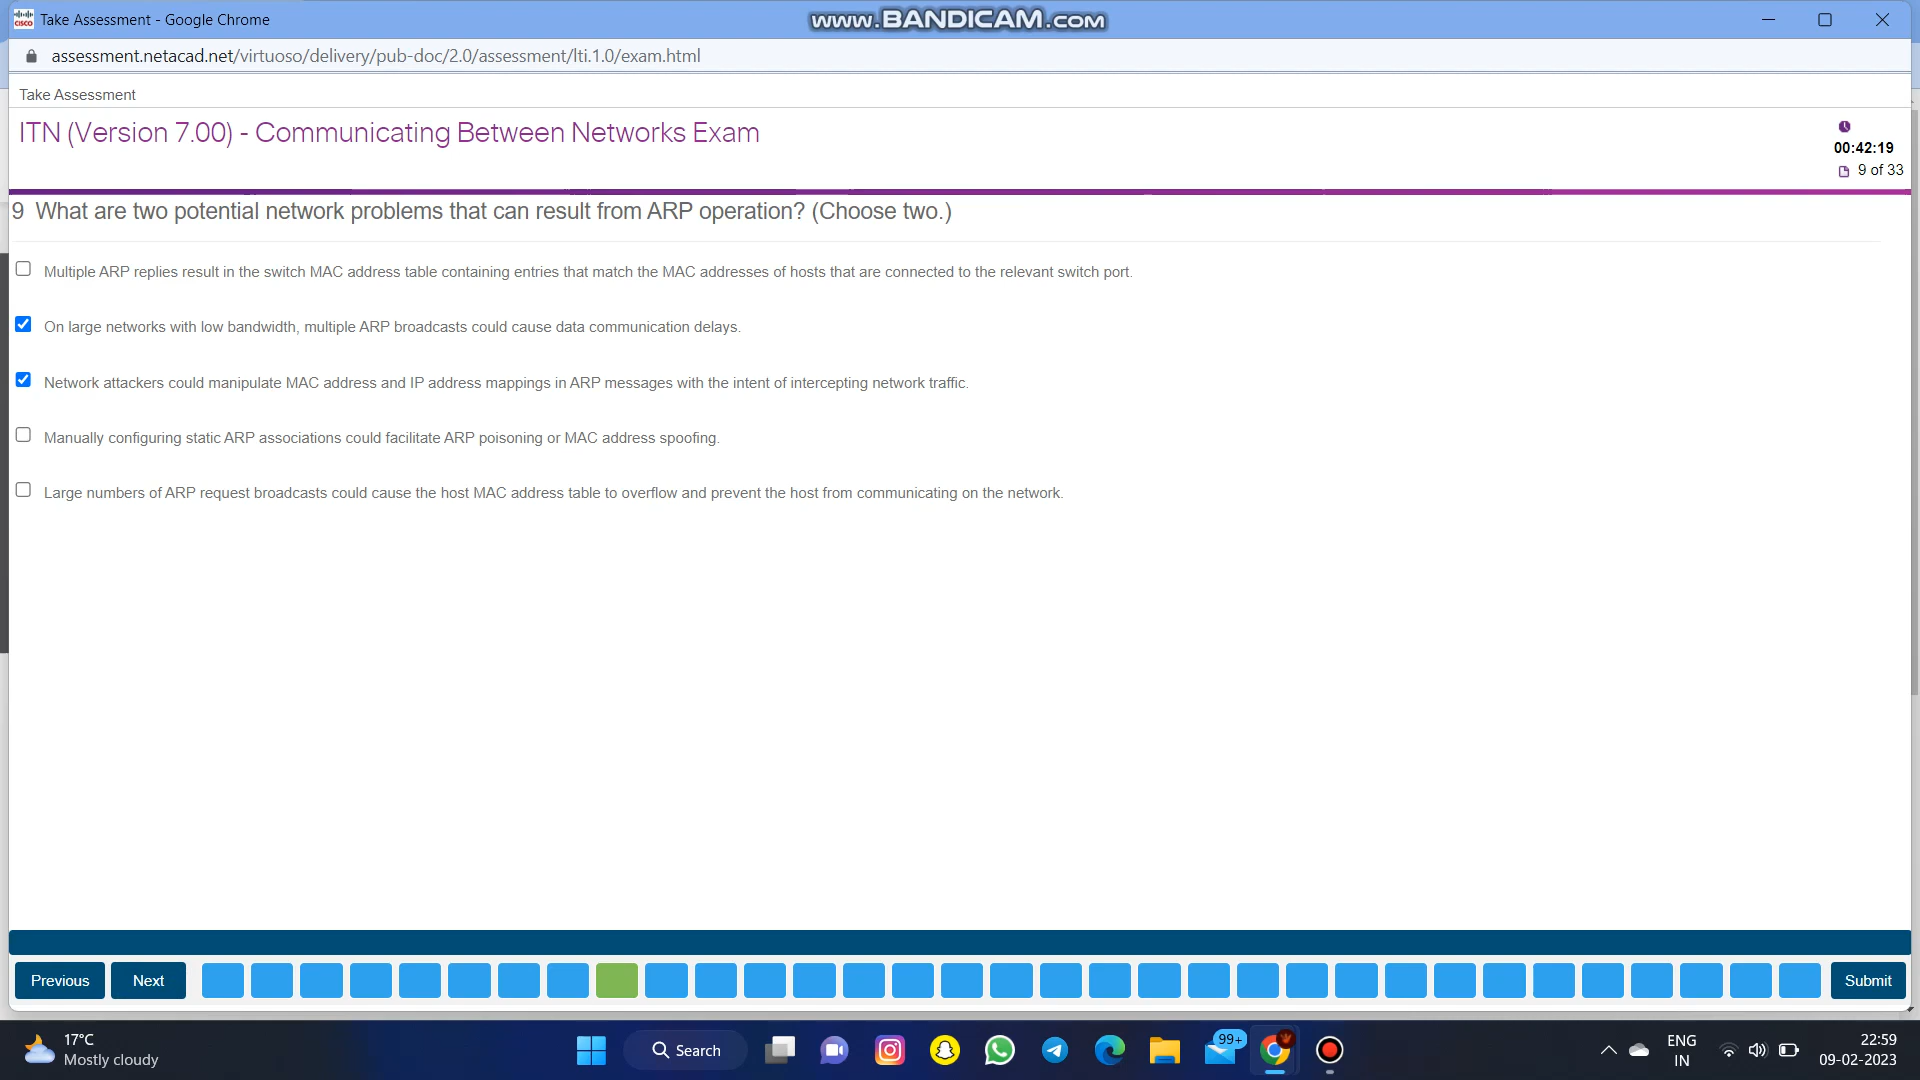 Take Assessment - Google Chrome
www.BANDICAM.com
assessment.netacad.net/virtuoso/delivery/pub-doc/2.0/assessment/lti.1.0/exam.html
Take Assessment
ITN (Version 7.00) - Communicating Between Networks Exam
00:42:19
9 of 33
9 What are two potential network problems that can result from ARP operation? (Choose two.)
Multiple ARP replies result in the switch MAC address table containing entries that match the MAC addresses of hosts that are connected to the relevant switch port.
On large networks with low bandwidth, multiple ARP broadcasts could cause data communication delays.
Network attackers could manipulate MAC address and IP address mappings in ARP messages with the intent of intercepting network traffic.
Manually configuring static ARP associations could facilitate ARP poisoning or MAC address spoofing.
Large numbers of ARP request broadcasts could cause the host MAC address table to overflow and prevent the host from communicating on the network.
Previous Next Submit
17°C
Mostly cloudy
Search
99+
ENG
IN
22:59
09-02-2023